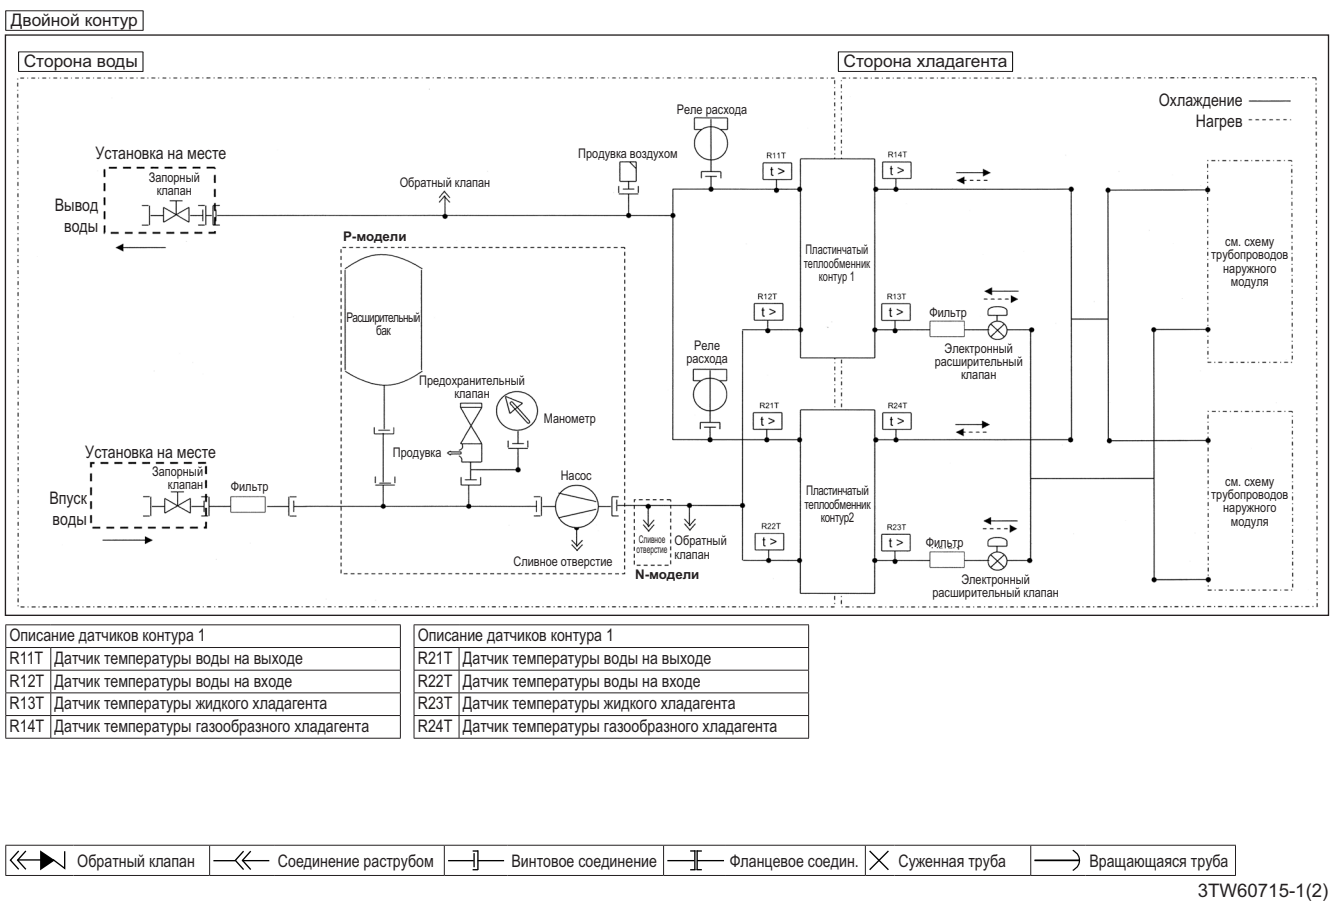 Двойной контур
Сторона воды
Сторона хладагента
Охлаждение
Нагрев
Реле расхода
Продувка воздухом
Установка на месте
Запорный
клапан
Вывод
воды
Обратный клапан
R11T
t >
R14T
t >
Р-модели
Пластинчатый
теплообменник
контур 1
см. схему
трубопроводов
наружного
модуля
R12T
t >
R13T
t >
Фильтр
Электронный
расширительный
клапан
Расширительный
бак
Реле
расхода
Предохранительный
клапан
Манометр
Продувка
R21T
t >
R24T
t >
Установка на месте
Запорный
клапан
Впуск
воды
Фильтр
Насос
Сливное отверстие
Сливное
отверстие
Обратный
клапан
N-модели
R22T
t >
Пластинчатый
теплообменник
контур2
R23T
t >
Фильтр
Электронный
расширительный клапан
см. схему
трубопроводов
наружного
модуля
Описание датчиков контура 1
R11T Датчик температуры воды на выходе
R12T Датчик температуры воды на входе
R13T Датчик температуры жидкого хладагента
R14T Датчик температуры газообразного хладагента
Описание датчиков контура 1
R21T Датчик температуры воды на выходе
R22T Датчик температуры воды на входе
R23T Датчик температуры жидкого хладагента
R24T Датчик температуры газообразного хладагента
Обратный клапан
Соединение раструбом
Винтовое соединение
Фланцевое соедин.
Суженная труба
Вращающаяся труба
3TW60715-1(2)